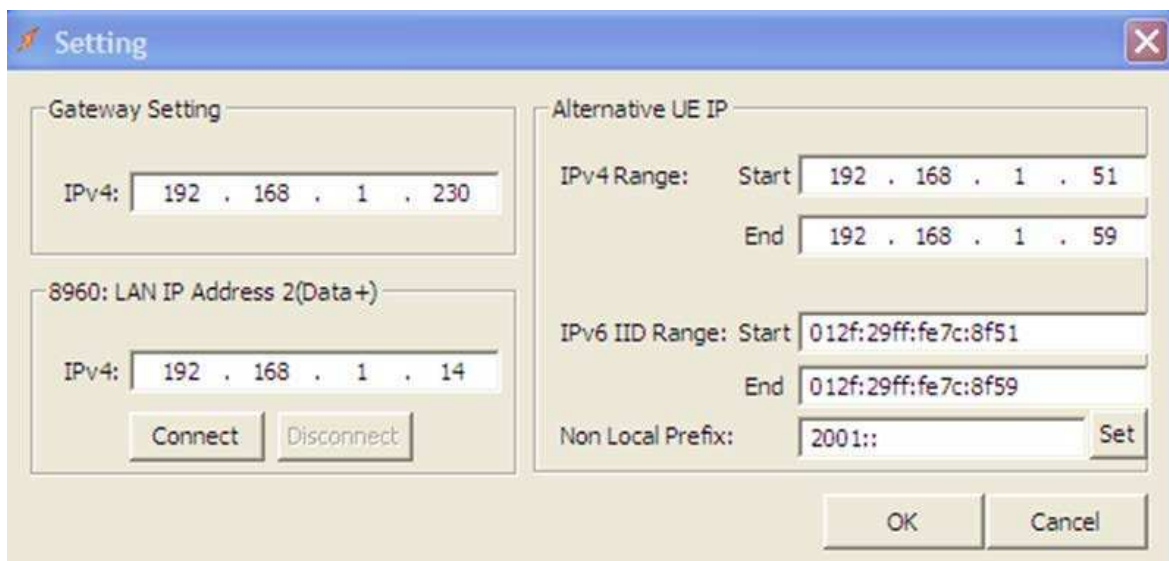 Setting
Gateway Setting
IPv4: 192 . 168 . 1 . 230
8960: LAN IP Address 2(Data+)
IPv4: 192 . 168 . 1 . 14
Connect Disconnect
Alternative UE IP
IPv4 Range: Start 192 . 168 . 1 . 51
End 192 . 168 . 1 . 59
IPv6 IID Range: Start 012f:29ff:fe7c:8f51
End 012f:29ff:fe7c:8f59
Non Local Prefix: 2001:: Set
OK Cancel